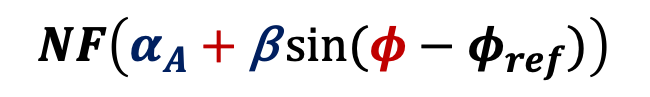 NF(α_A + βsin(ϕ − ϕ_ref))